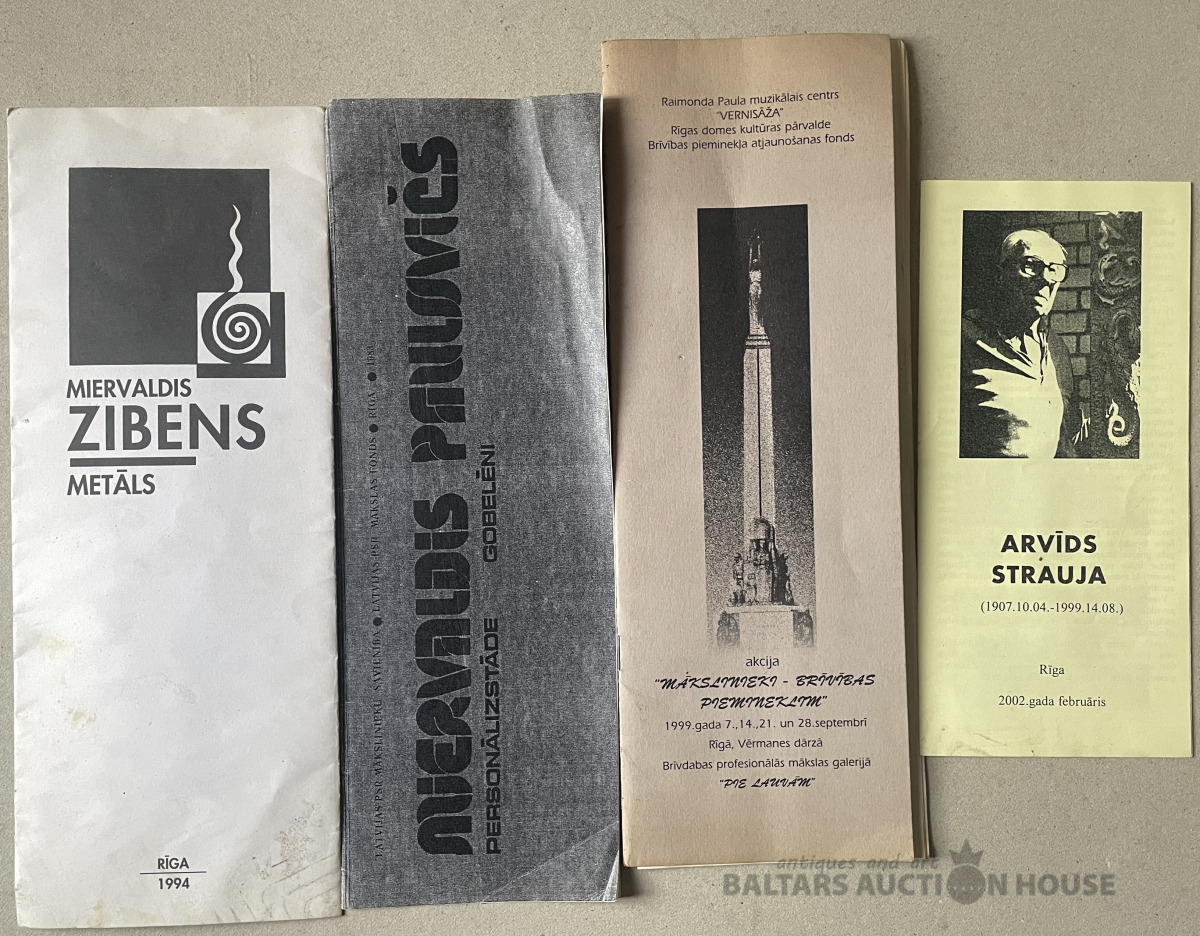 MIERVALDIS
ZIBENS
METĀLS
RĪGA
1994
LATVIJAS PSR MĀKSLINIEKU SAVIENĪBA ● LATVIJAS PSR MĀKSLAS FONDS ● RĪGĀ ●
MIERVALDIS PAULUVIČS
PERSONĀLIZSTĀDE GOBELĒNI
Raimonda Paula muzikālais centrs
"VERNISĀŽA"
Rīgas domes kultūras pārvalde
Brīvības pieminekļa atjaunošanas fonds
akcija
"MĀKSLINIEKI - BRĪVĪBAS
PIEMINEKLIM"
1999.gada 7.,14.,21. un 28.septembrī
Rīgā, Vērmanes dārzā
Brīvdabas profesionālās mākslas galerijā
"PIE LAUVĀM"
ARVĪDS
STRAUJA
(1907.10.04.-1999.14.08.)
Rīga
2002.gada februāris
antiques and art
BALTARS AUCTION HOUSE